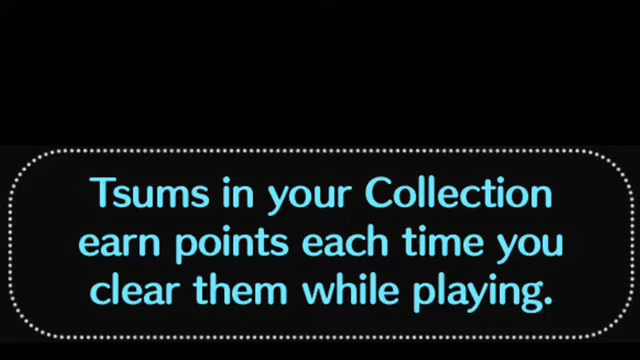 Tsums in your Collection
earn points each time you
clear them while playing.